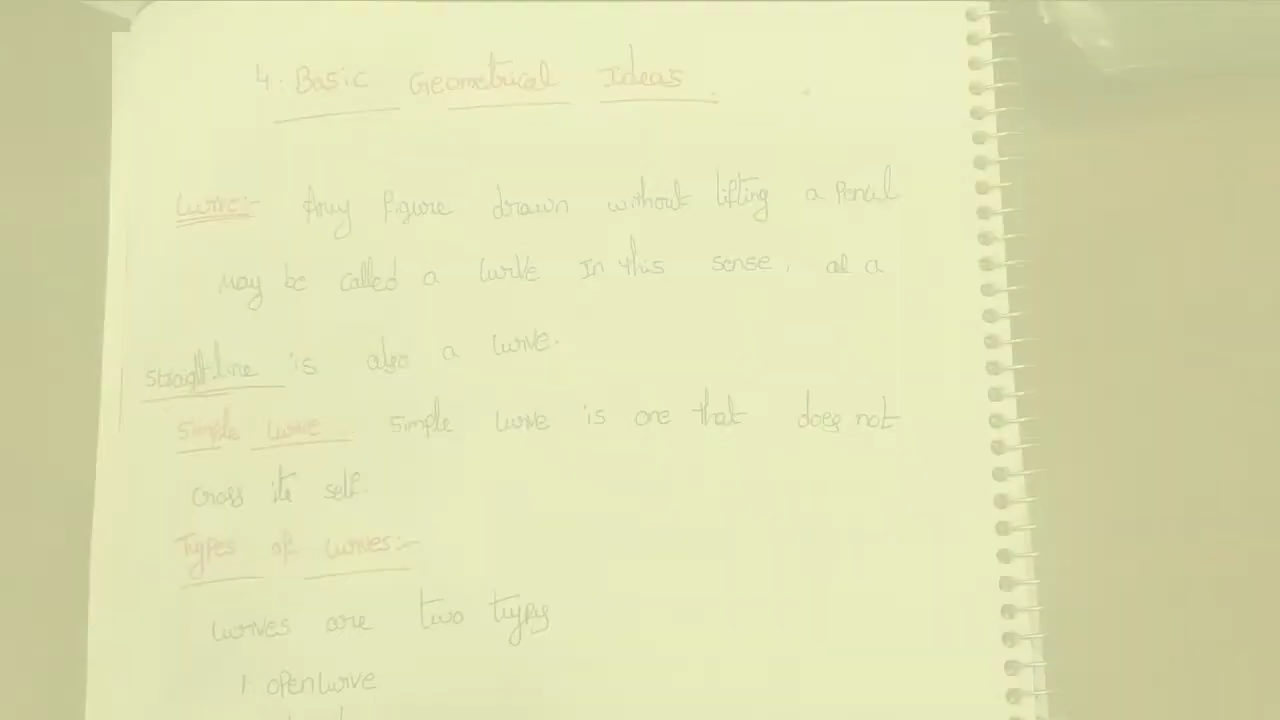 4. Basic Geometrical Ideas.
Curve:- Any figure drawn without lifting a Pencil
may be called a curve In this sense, a
straight-line is also a curve.
Simple curve simple curve is one that does not
cross its self.
Types of curves:-
curves are two types
1. open curve